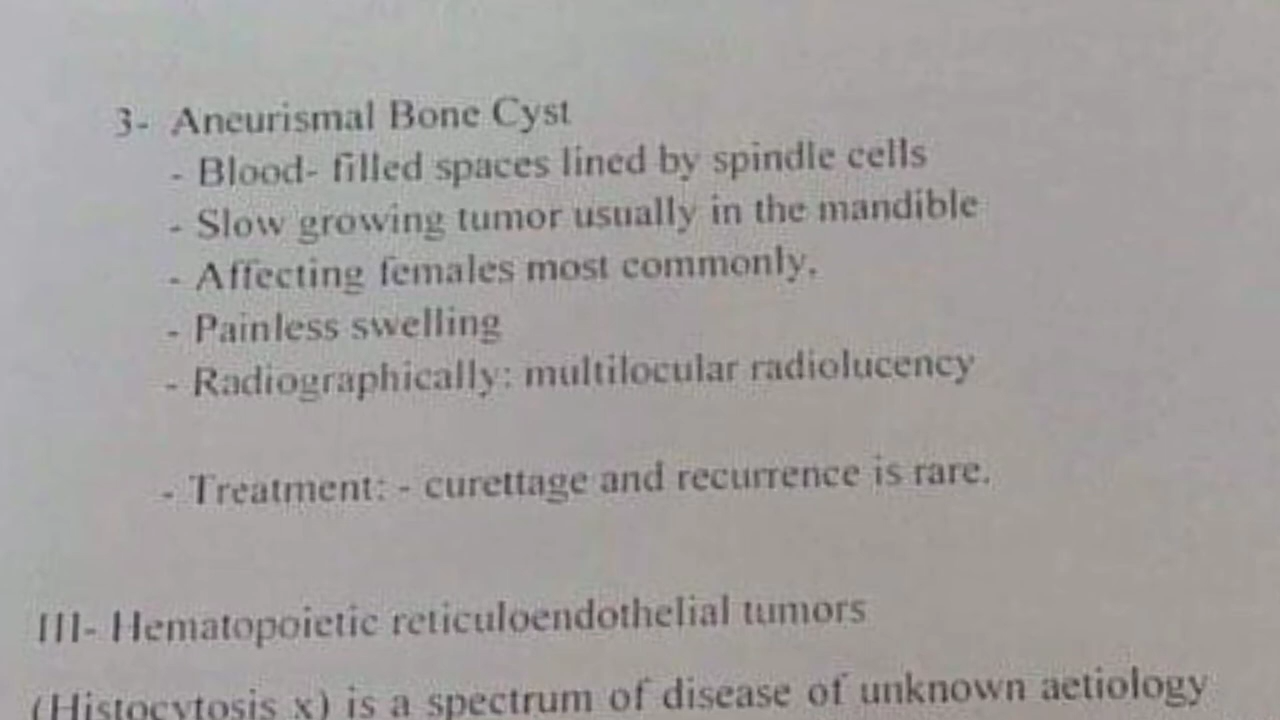 3- Aneurismal Bone Cyst
- Blood- filled spaces lined by spindle cells
- Slow growing tumor usually in the mandible
- Affecting females most commonly.
- Painless swelling
- Radiographically: multilocular radiolucency
- Treatment: - curettage and recurrence is rare.
III- Hematopoietic reticuloendothelial tumors
(Histocytosis x) is a spectrum of disease of unknown aetiology